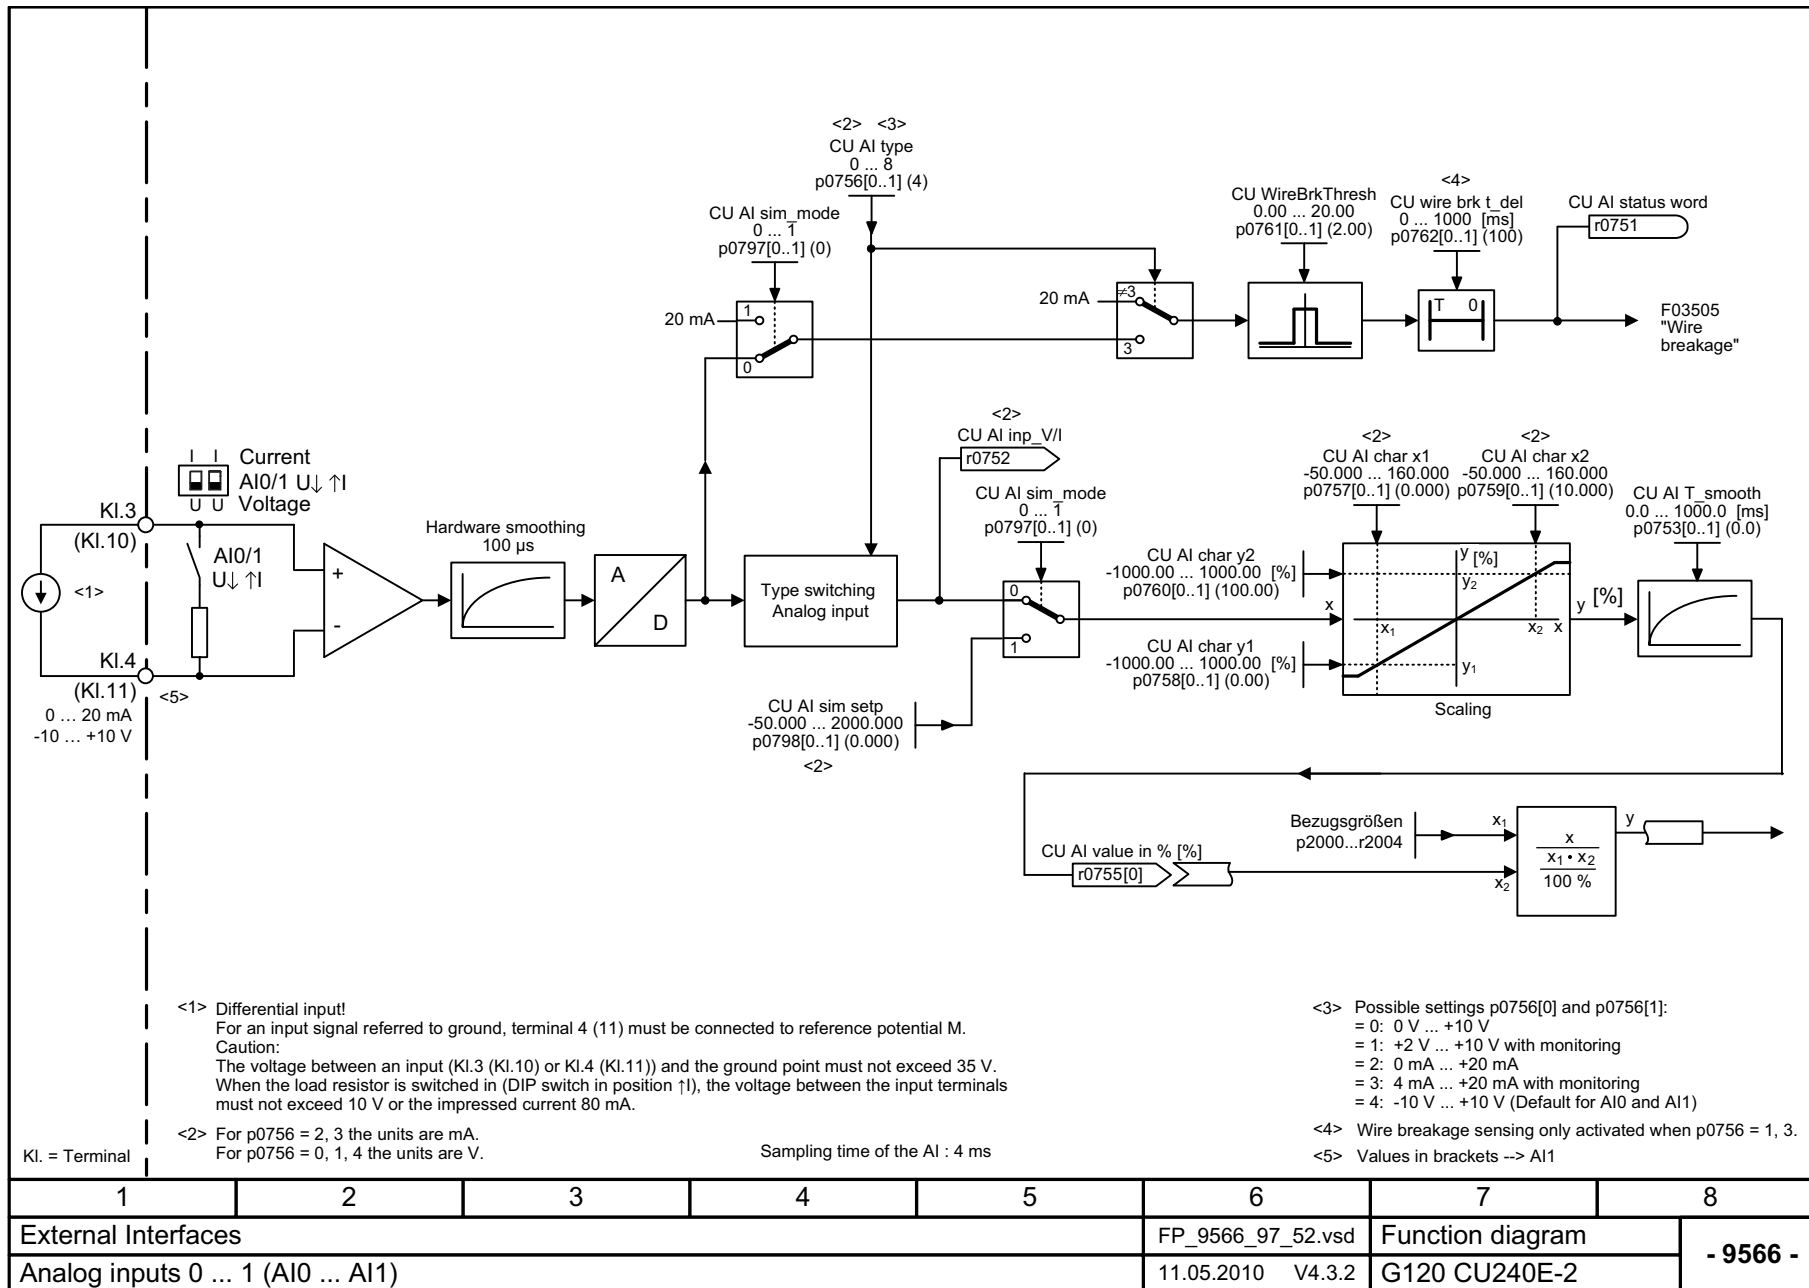 <2> <3>
CU AI type
0 ... 8
p0756[0..1] (4)
CU AI sim_mode
0 ... 1
p0797[0..1] (0)
20 mA
1
0
20 mA
≠3
3
CU WireBrkThresh
0.00 ... 20.00
p0761[0..1] (2.00)
<4>
CU wire brk t_del
0 ... 1000 [ms]
p0762[0..1] (100)
T 0
CU AI status word
r0751
F03505
"Wire
breakage"
I I
Current
AI0/1 U↓ ↑I
U U Voltage
Kl.3
(Kl.10)
AI0/1
U↓ ↑I
<1>
Kl.4
(Kl.11)
<5>
0 ... 20 mA
-10 ... +10 V
+
-
Hardware smoothing
100 µs
A
D
Type switching
Analog input
<2>
CU AI inp_V/I
r0752
CU AI sim_mode
0 ... 1
p0797[0..1] (0)
0
1
CU AI sim setp
-50.000 ... 2000.000
p0798[0..1] (0.000)
<2>
CU AI char y2
-1000.00 ... 1000.00 [%]
p0760[0..1] (100.00)
x
CU AI char y1
-1000.00 ... 1000.00 [%]
p0758[0..1] (0.00)
<2>
CU AI char x1
-50.000 ... 160.000
p0757[0..1] (0.000)
<2>
CU AI char x2
-50.000 ... 160.000
p0759[0..1] (10.000)
y [%]
y2
x1
x2 x
y1
Scaling
y [%]
CU AI T_smooth
0.0 ... 1000.0 [ms]
p0753[0..1] (0.0)
CU AI value in % [%]
r0755[0]
Bezugsgrößen
p2000...r2004
x1
x2
x
x1 • x2
100 %
y
<1> Differential input!
For an input signal referred to ground, terminal 4 (11) must be connected to reference potential M.
Caution:
The voltage between an input (Kl.3 (Kl.10) or Kl.4 (Kl.11)) and the ground point must not exceed 35 V.
When the load resistor is switched in (DIP switch in position ↑I), the voltage between the input terminals
must not exceed 10 V or the impressed current 80 mA.
<2> For p0756 = 2, 3 the units are mA.
For p0756 = 0, 1, 4 the units are V.
Sampling time of the AI : 4 ms
Kl. = Terminal
<3> Possible settings p0756[0] and p0756[1]:
= 0: 0 V ... +10 V
= 1: +2 V ... +10 V with monitoring
= 2: 0 mA ... +20 mA
= 3: 4 mA ... +20 mA with monitoring
= 4: -10 V ... +10 V (Default for AI0 and AI1)
<4> Wire breakage sensing only activated when p0756 = 1, 3.
<5> Values in brackets --> AI1
1 2 3 4 5 6 7 8
External Interfaces
FP_9566_97_52.vsd
Function diagram
- 9566 -
Analog inputs 0 ... 1 (AI0 ... AI1)
11.05.2010 V4.3.2
G120 CU240E-2